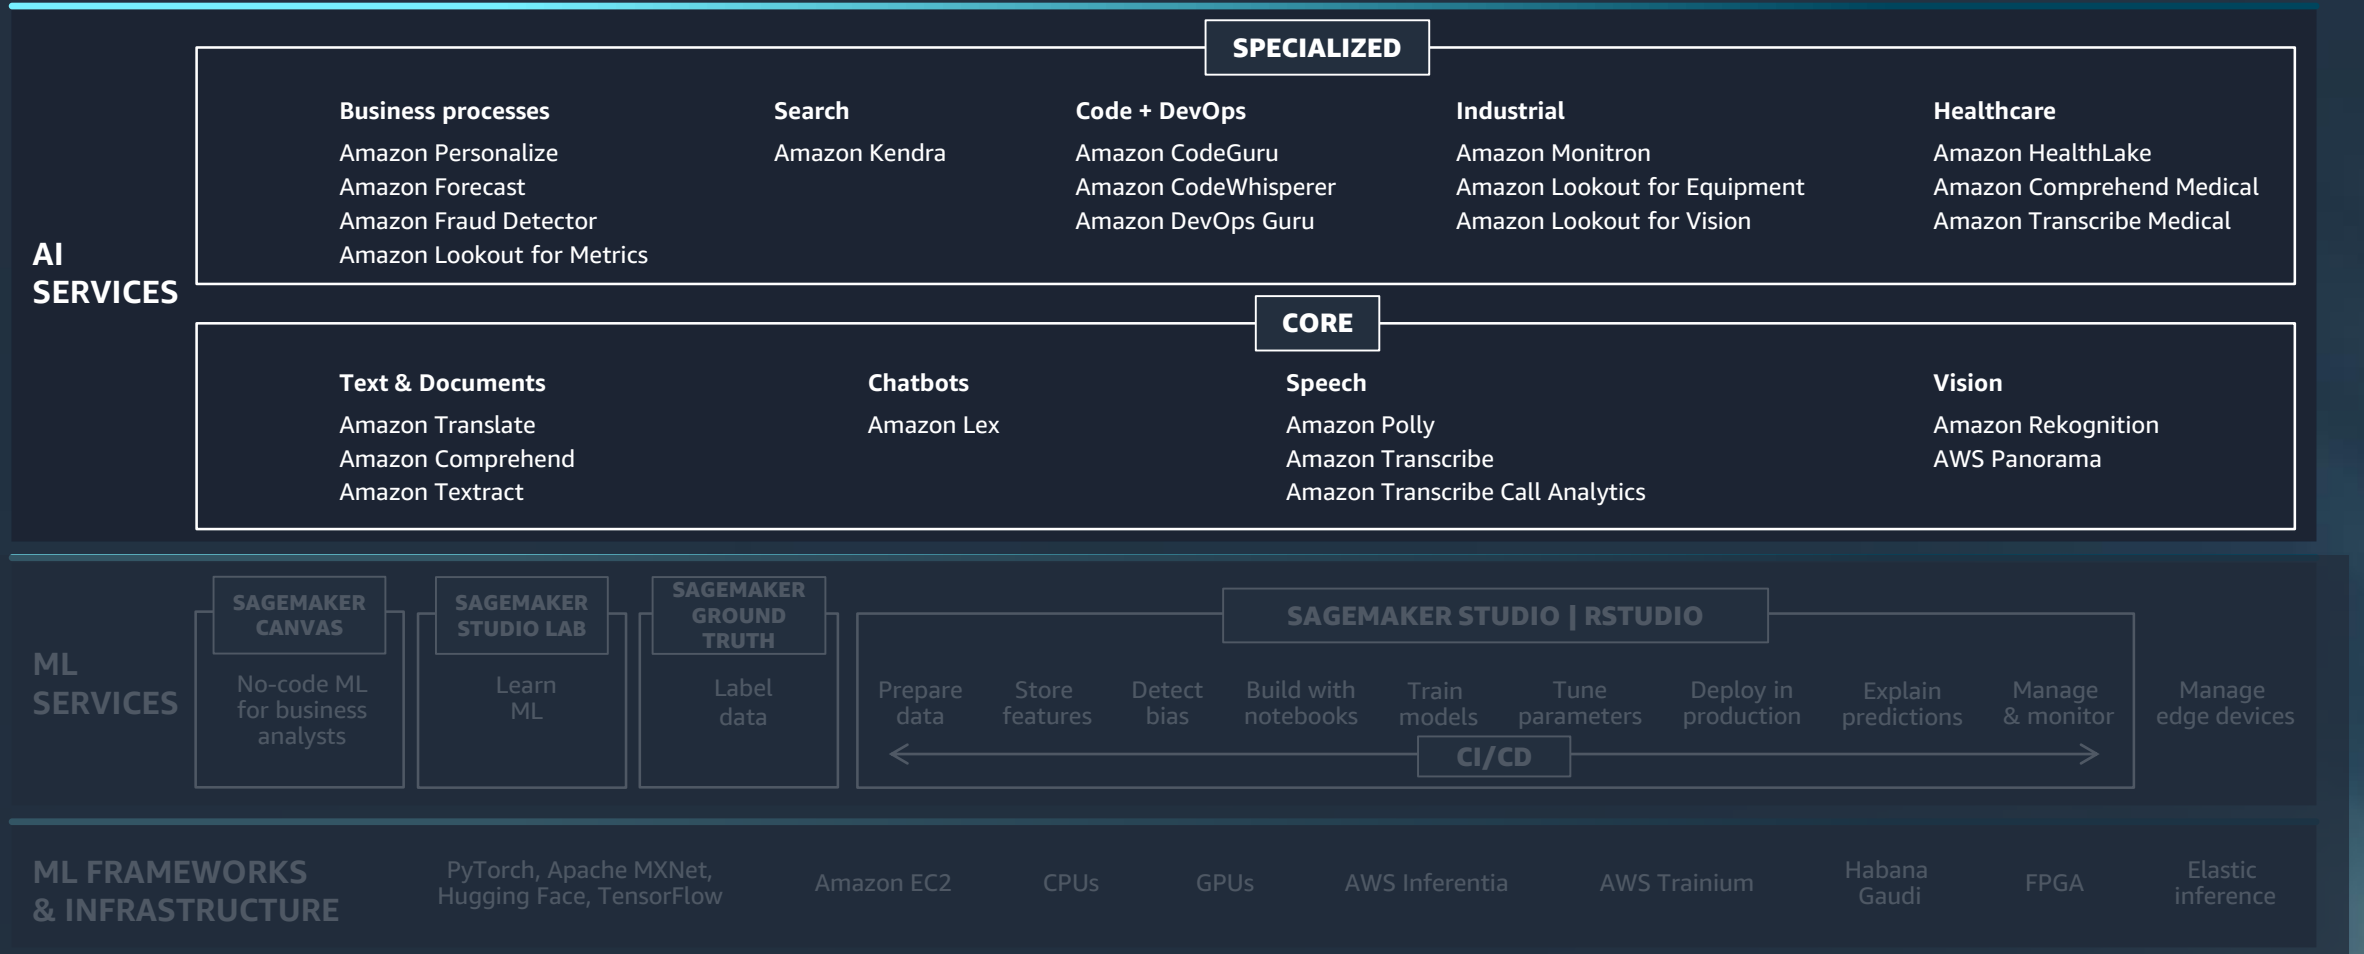 SPECIALIZED
Business processes
Amazon Personalize
Amazon Forecast
Amazon Fraud Detector
Amazon Lookout for Metrics
Search
Amazon Kendra
Code + DevOps
Amazon CodeGuru
Amazon CodeWhisperer
Amazon DevOps Guru
Industrial
Amazon Monitron
Amazon Lookout for Equipment
Amazon Lookout for Vision
Healthcare
Amazon HealthLake
Amazon Comprehend Medical
Amazon Transcribe Medical
AI
SERVICES
CORE
Text & Documents
Amazon Translate
Amazon Comprehend
Amazon Textract
Chatbots
Amazon Lex
Speech
Amazon Polly
Amazon Transcribe
Amazon Transcribe Call Analytics
Vision
Amazon Rekognition
AWS Panorama
ML
SERVICES
SAGEMAKER
CANVAS
No-code ML
for business
analysts
SAGEMAKER
STUDIO LAB
Learn
ML
SAGEMAKER
GROUND
TRUTH
Label
data
SAGEMAKER STUDIO | RSTUDIO
Prepare
data
Store
features
Detect
bias
Build with
notebooks
Train
models
Tune
parameters
Deploy in
production
Explain
predictions
Manage
& monitor
CI/CD
Manage
edge devices
ML FRAMEWORKS
& INFRASTRUCTURE
PyTorch, Apache MXNet,
Hugging Face, TensorFlow
Amazon EC2
CPUs
GPUs
AWS Inferentia
AWS Trainium
Habana
Gaudi
FPGA
Elastic
inference